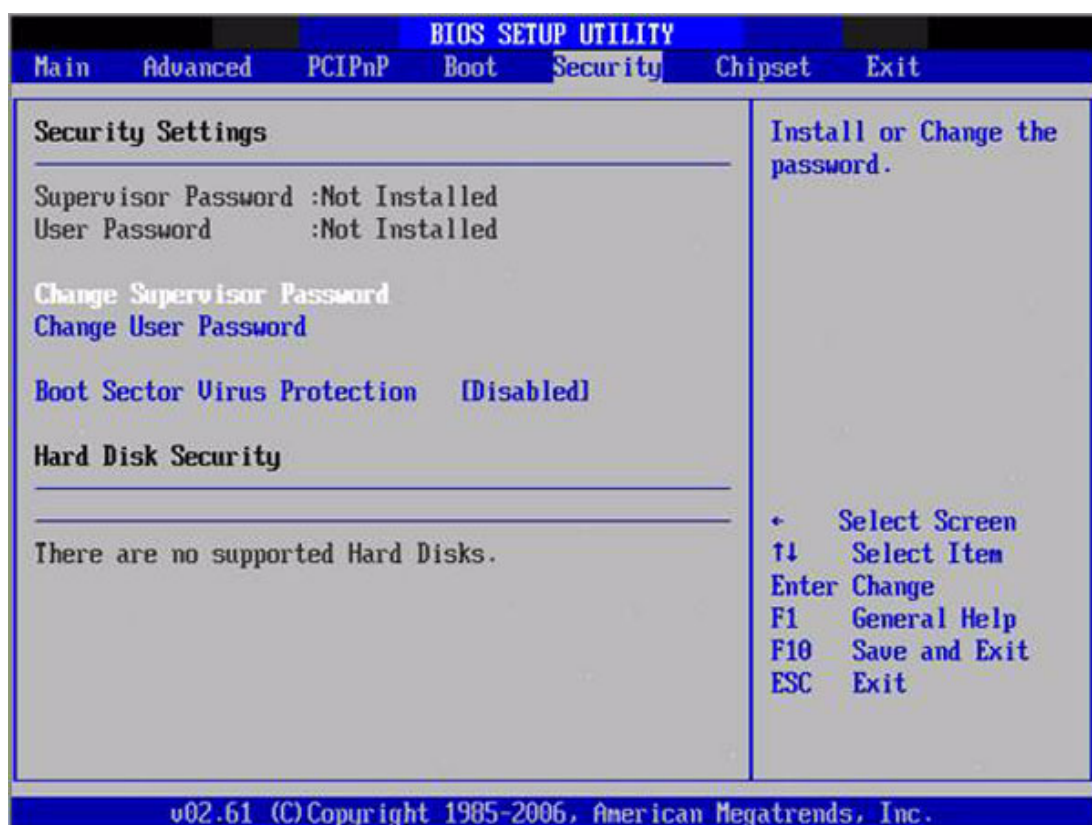 BIOS SETUP UTILITY
Main Advanced PCIPnP Boot Security Chipset Exit
Security Settings
Supervisor Password :Not Installed
User Password :Not Installed
Change Supervisor Password
Change User Password
Boot Sector Virus Protection [Disabled]
Hard Disk Security
There are no supported Hard Disks.
Install or Change the
password.
← Select Screen
↑↓ Select Item
Enter Change
F1 General Help
F10 Save and Exit
ESC Exit
v02.61 (C)Copyright 1985-2006, American Megatrends, Inc.